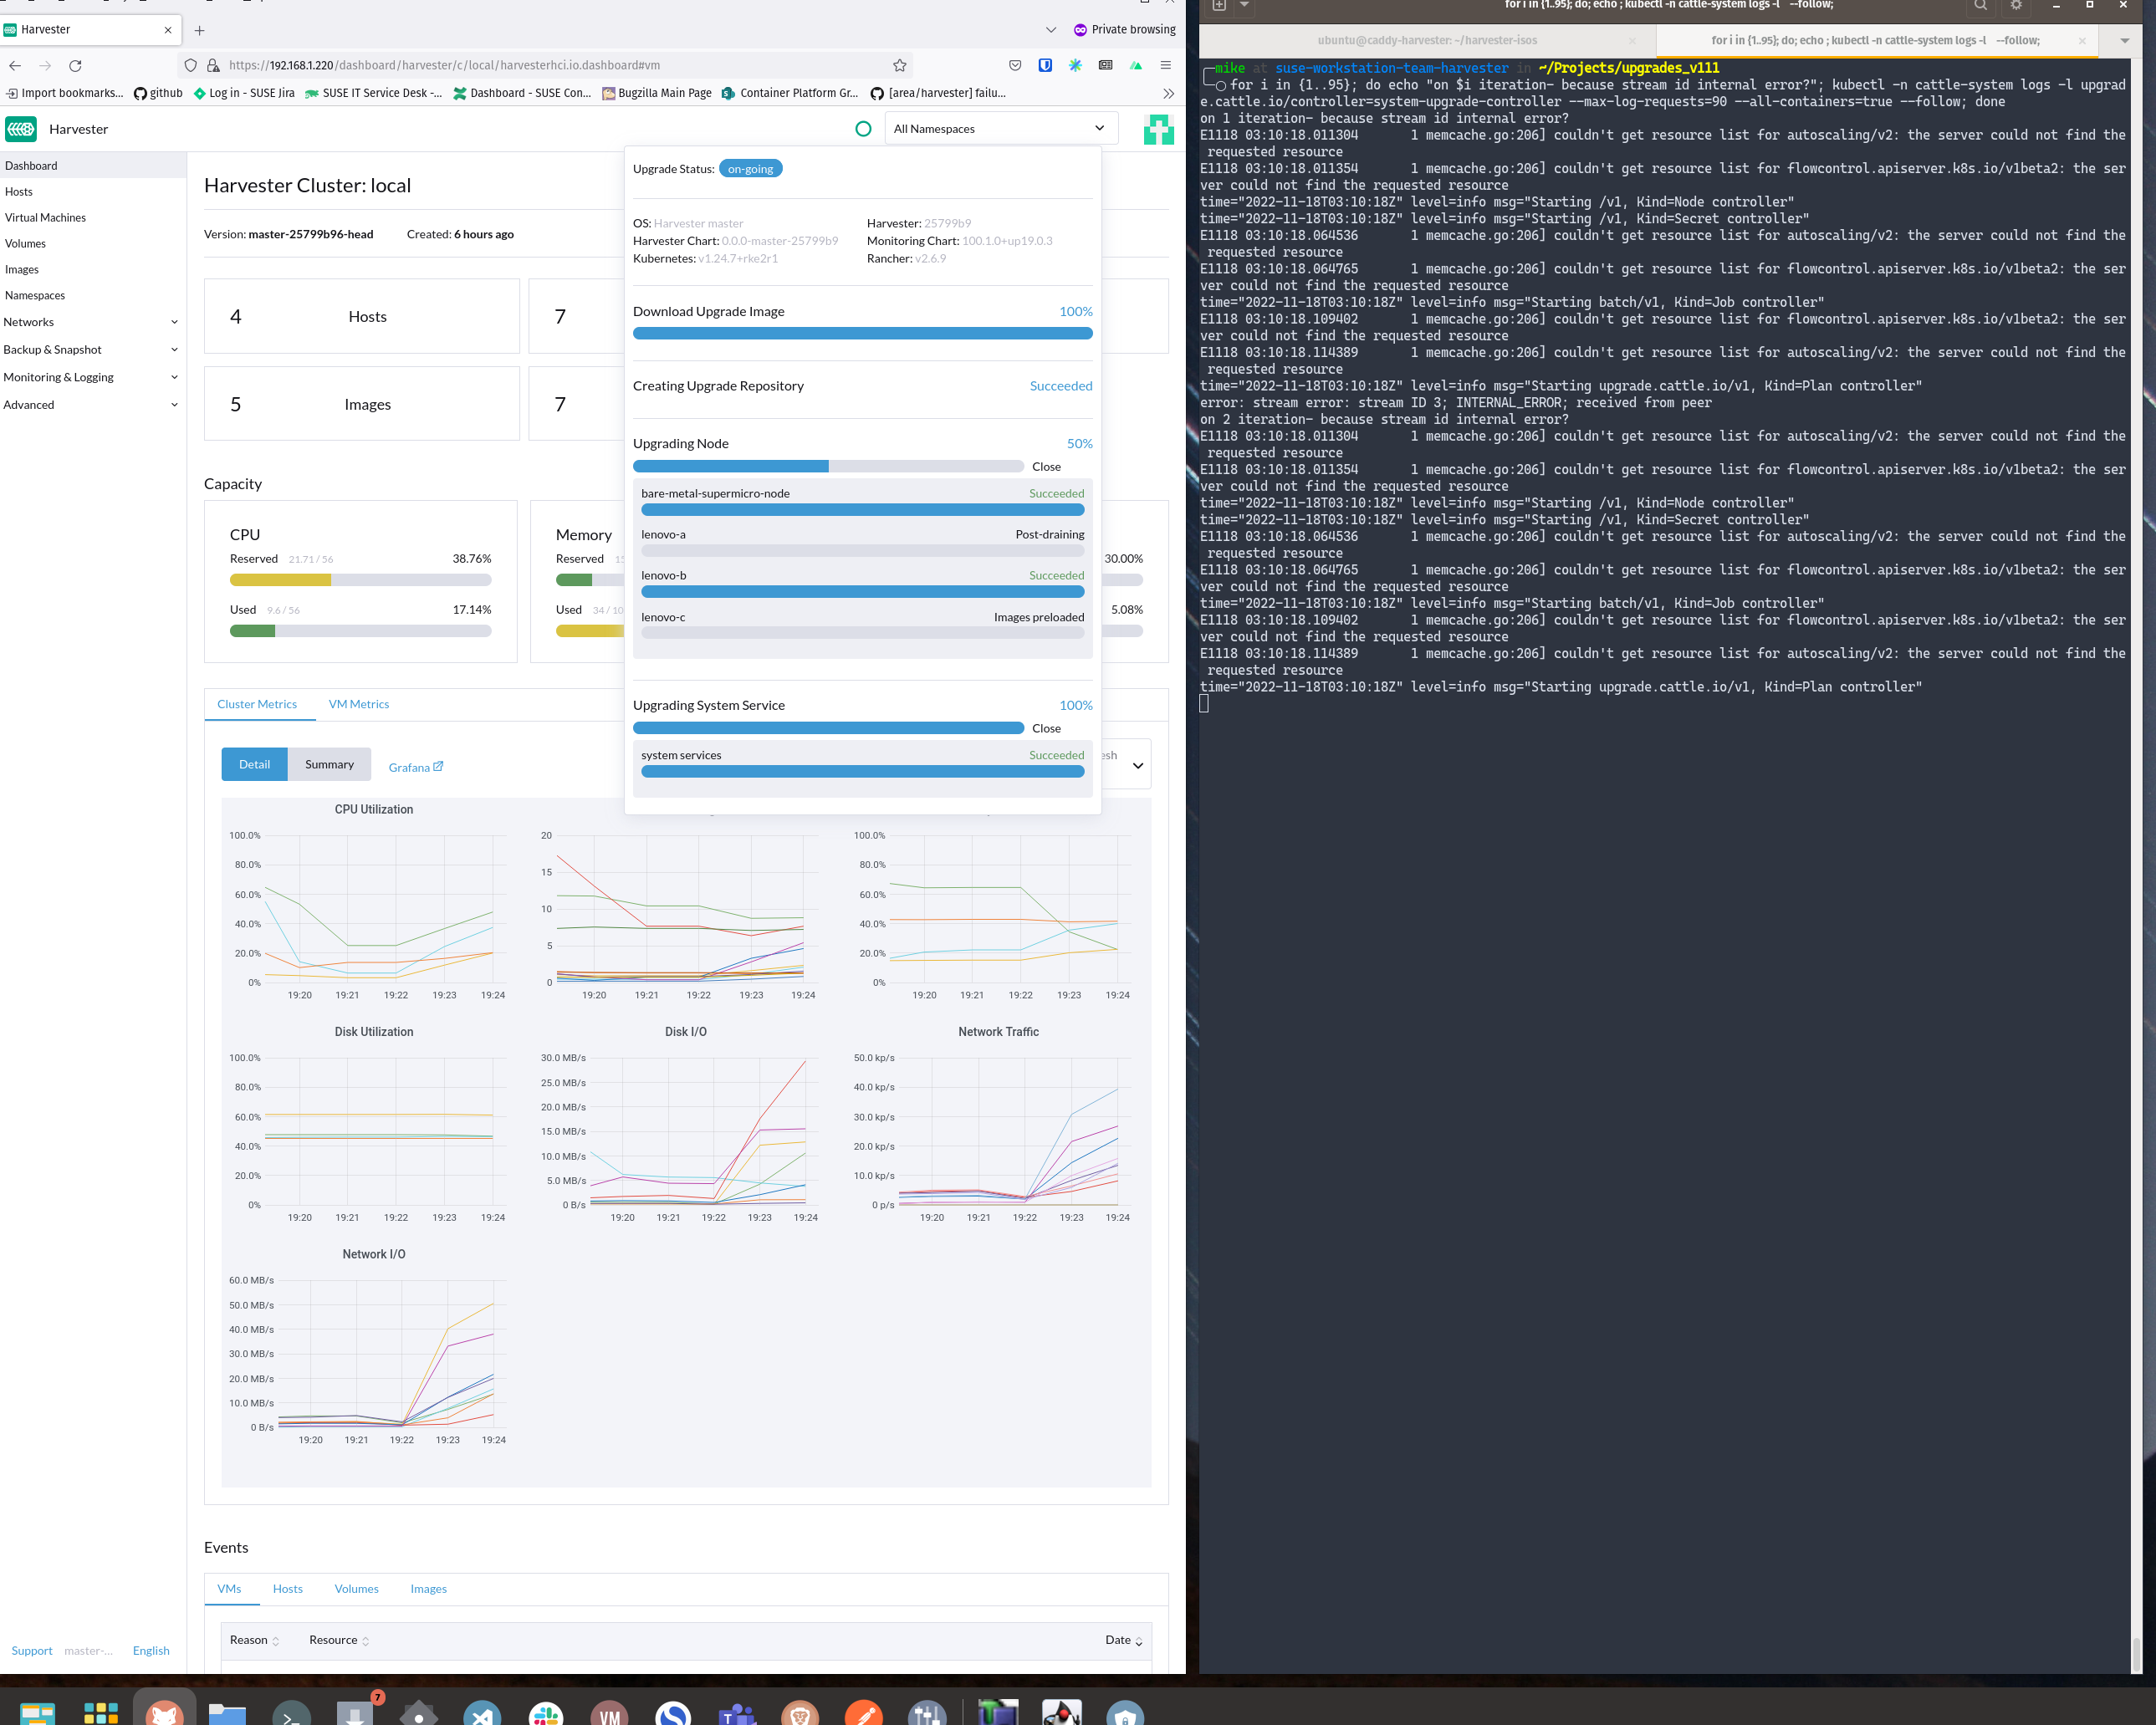 Harvester
Private browsing
https://192.168.1.220/dashboard/harvester/c/local/harvesterhci.io.dashboard#vm
Import bookmarks...
github
Log in - SUSE Jira
SUSE IT Service Desk -...
Dashboard - SUSE Con...
Bugzilla Main Page
Container Platform Gr...
[area/harvester] failu...
Harvester
All Namespaces
Dashboard
Hosts
Virtual Machines
Volumes
Images
Namespaces
Networks
Backup & Snapshot
Monitoring & Logging
Advanced
Support master-... English
Harvester Cluster: local
Version: master-25799b96-head Created: 6 hours ago
4 Hosts
7
5 Images
7
Capacity
CPU
Reserved 21.71 / 56 38.76%
Used 9.6 / 56 17.14%
Memory
Reserved 15
Used 34 / 10
30.00%
5.08%
Upgrade Status: on-going
OS: Harvester master
Harvester: 25799b9
Harvester Chart: 0.0.0-master-25799b9
Monitoring Chart: 100.1.0+up19.0.3
Kubernetes: v1.24.7+rke2r1
Rancher: v2.6.9
Download Upgrade Image 100%
Creating Upgrade Repository Succeeded
Upgrading Node 50%
Close
bare-metal-supermicro-node Succeeded
lenovo-a Post-draining
lenovo-b Succeeded
lenovo-c Images preloaded
Upgrading System Service 100%
Close
system services Succeeded
Cluster Metrics VM Metrics
Detail Summary Grafana
esh
CPU Utilization
100.0%
80.0%
60.0%
40.0%
20.0%
0%
19:20 19:21 19:22 19:23 19:24
20
15
10
5
0
19:20 19:21 19:22 19:23 19:24
100.0%
80.0%
60.0%
40.0%
20.0%
0%
19:20 19:21 19:22 19:23 19:24
Disk Utilization
100.0%
80.0%
60.0%
40.0%
20.0%
0%
19:20 19:21 19:22 19:23 19:24
Disk I/O
30.0 MB/s
25.0 MB/s
20.0 MB/s
15.0 MB/s
10.0 MB/s
5.0 MB/s
0 B/s
19:20 19:21 19:22 19:23 19:24
Network Traffic
50.0 kp/s
40.0 kp/s
30.0 kp/s
20.0 kp/s
10.0 kp/s
0 p/s
19:20 19:21 19:22 19:23 19:24
Network I/O
60.0 MB/s
50.0 MB/s
40.0 MB/s
30.0 MB/s
20.0 MB/s
10.0 MB/s
0 B/s
19:20 19:21 19:22 19:23 19:24
Events
VMs Hosts Volumes Images
Reason Resource Date
for i in {1..95}; do; echo ; kubectl -n cattle-system logs -l --follow;
ubuntu@caddy-harvester: ~/harvester-isos
for i in {1..95}; do; echo ; kubectl -n cattle-system logs -l --follow;
mike at suse-workstation-team-harvester in ~/Projects/upgrades_v111
for i in {1..95}; do echo "on $i iteration- because stream id internal error?"; kubectl -n cattle-system logs -l upgrad
e.cattle.io/controller=system-upgrade-controller --max-log-requests=90 --all-containers=true --follow; done
on 1 iteration- because stream id internal error?
E1118 03:10:18.011304 1 memcache.go:206] couldn't get resource list for autoscaling/v2: the server could not find the
requested resource
E1118 03:10:18.011354 1 memcache.go:206] couldn't get resource list for flowcontrol.apiserver.k8s.io/v1beta2: the ser
ver could not find the requested resource
time="2022-11-18T03:10:18Z" level=info msg="Starting /v1, Kind=Node controller"
time="2022-11-18T03:10:18Z" level=info msg="Starting /v1, Kind=Secret controller"
E1118 03:10:18.064536 1 memcache.go:206] couldn't get resource list for autoscaling/v2: the server could not find the
requested resource
E1118 03:10:18.064765 1 memcache.go:206] couldn't get resource list for flowcontrol.apiserver.k8s.io/v1beta2: the ser
ver could not find the requested resource
time="2022-11-18T03:10:18Z" level=info msg="Starting batch/v1, Kind=Job controller"
E1118 03:10:18.109402 1 memcache.go:206] couldn't get resource list for flowcontrol.apiserver.k8s.io/v1beta2: the ser
ver could not find the requested resource
E1118 03:10:18.114389 1 memcache.go:206] couldn't get resource list for autoscaling/v2: the server could not find the
requested resource
time="2022-11-18T03:10:18Z" level=info msg="Starting upgrade.cattle.io/v1, Kind=Plan controller"
error: stream error: stream ID 3; INTERNAL_ERROR; received from peer
on 2 iteration- because stream id internal error?
E1118 03:10:18.011304 1 memcache.go:206] couldn't get resource list for autoscaling/v2: the server could not find the
requested resource
E1118 03:10:18.011354 1 memcache.go:206] couldn't get resource list for flowcontrol.apiserver.k8s.io/v1beta2: the ser
ver could not find the requested resource
time="2022-11-18T03:10:18Z" level=info msg="Starting /v1, Kind=Node controller"
time="2022-11-18T03:10:18Z" level=info msg="Starting /v1, Kind=Secret controller"
E1118 03:10:18.064536 1 memcache.go:206] couldn't get resource list for autoscaling/v2: the server could not find the
requested resource
E1118 03:10:18.064765 1 memcache.go:206] couldn't get resource list for flowcontrol.apiserver.k8s.io/v1beta2: the ser
ver could not find the requested resource
time="2022-11-18T03:10:18Z" level=info msg="Starting batch/v1, Kind=Job controller"
E1118 03:10:18.109402 1 memcache.go:206] couldn't get resource list for flowcontrol.apiserver.k8s.io/v1beta2: the ser
ver could not find the requested resource
E1118 03:10:18.114389 1 memcache.go:206] couldn't get resource list for autoscaling/v2: the server could not find the
requested resource
time="2022-11-18T03:10:18Z" level=info msg="Starting upgrade.cattle.io/v1, Kind=Plan controller"
7
VM